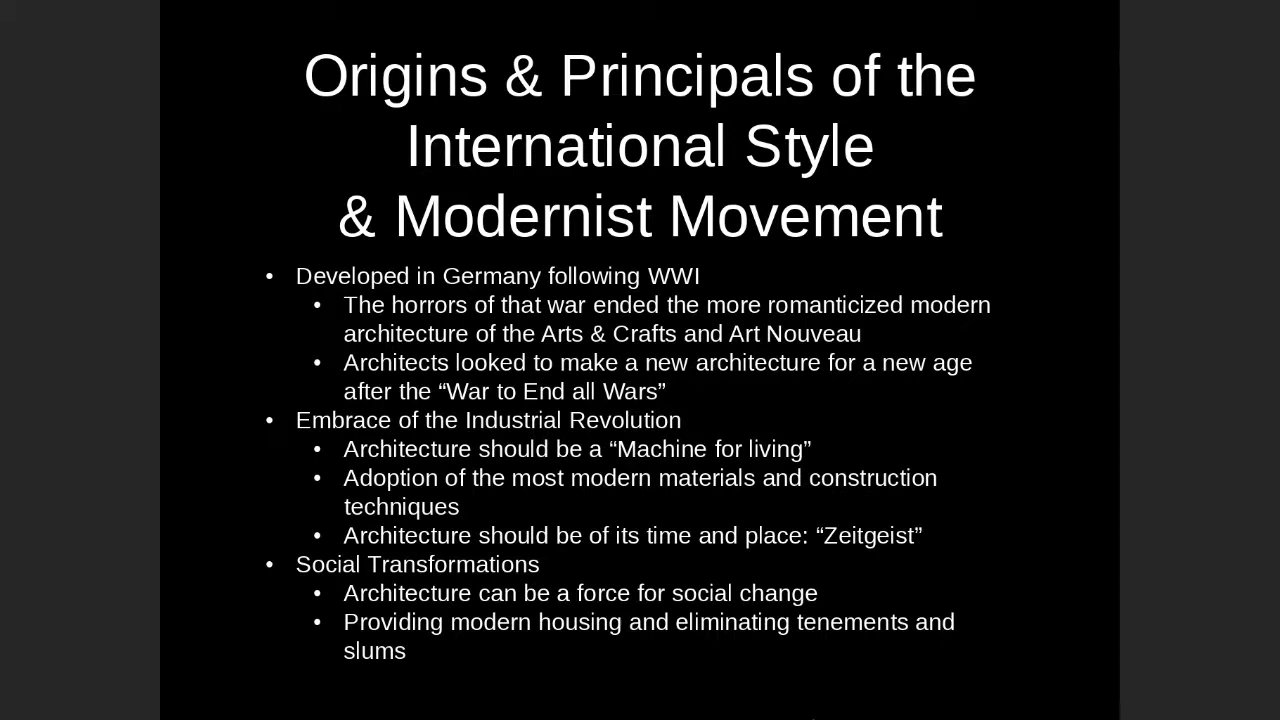 Origins & Principals of the
International Style
& Modernist Movement
• Developed in Germany following WWI
• The horrors of that war ended the more romanticized modern
architecture of the Arts & Crafts and Art Nouveau
• Architects looked to make a new architecture for a new age
after the “War to End all Wars”
• Embrace of the Industrial Revolution
• Architecture should be a “Machine for living”
• Adoption of the most modern materials and construction
techniques
• Architecture should be of its time and place: “Zeitgeist”
• Social Transformations
• Architecture can be a force for social change
• Providing modern housing and eliminating tenements and
slums